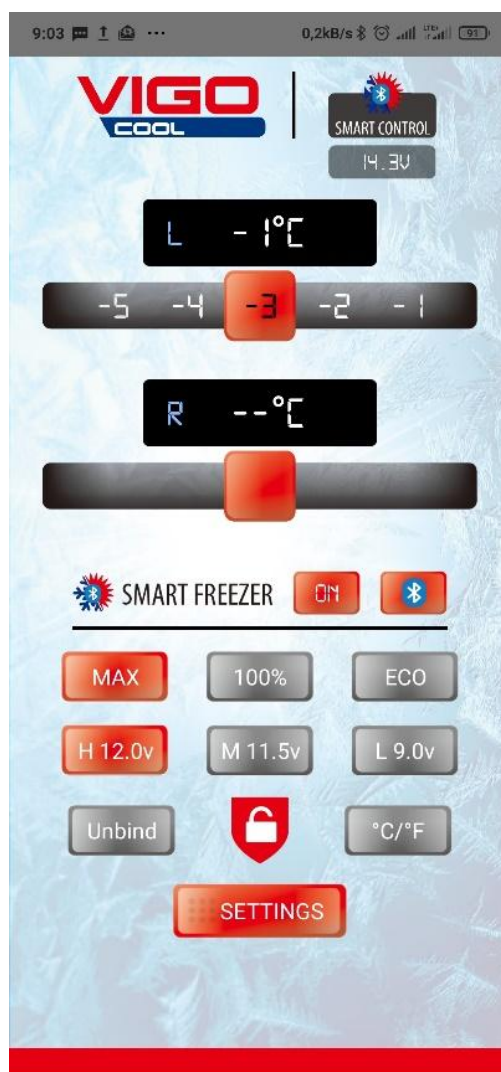 9:03 ... 0,2kB/s 91
VIGO
COOL
SMART CONTROL
14.3V
L -1°C
-5 -4 -3 -2 -1
R --°C
SMART FREEZER ON
MAX 100% ECO
H 12.0v M 11.5v L 9.0v
Unbind °C/°F
SETTINGS